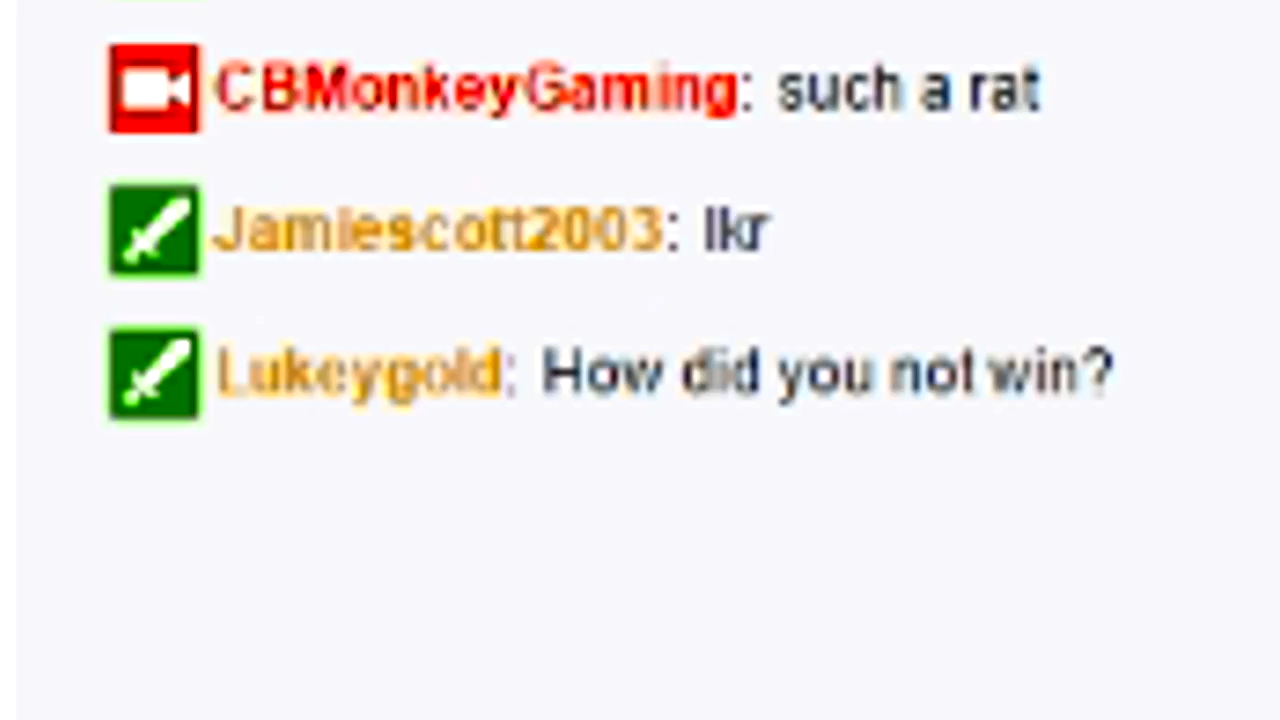 CBMonkeyGaming: such a rat
Jamiescott2003: Ikr
Lukeygold: How did you not win?